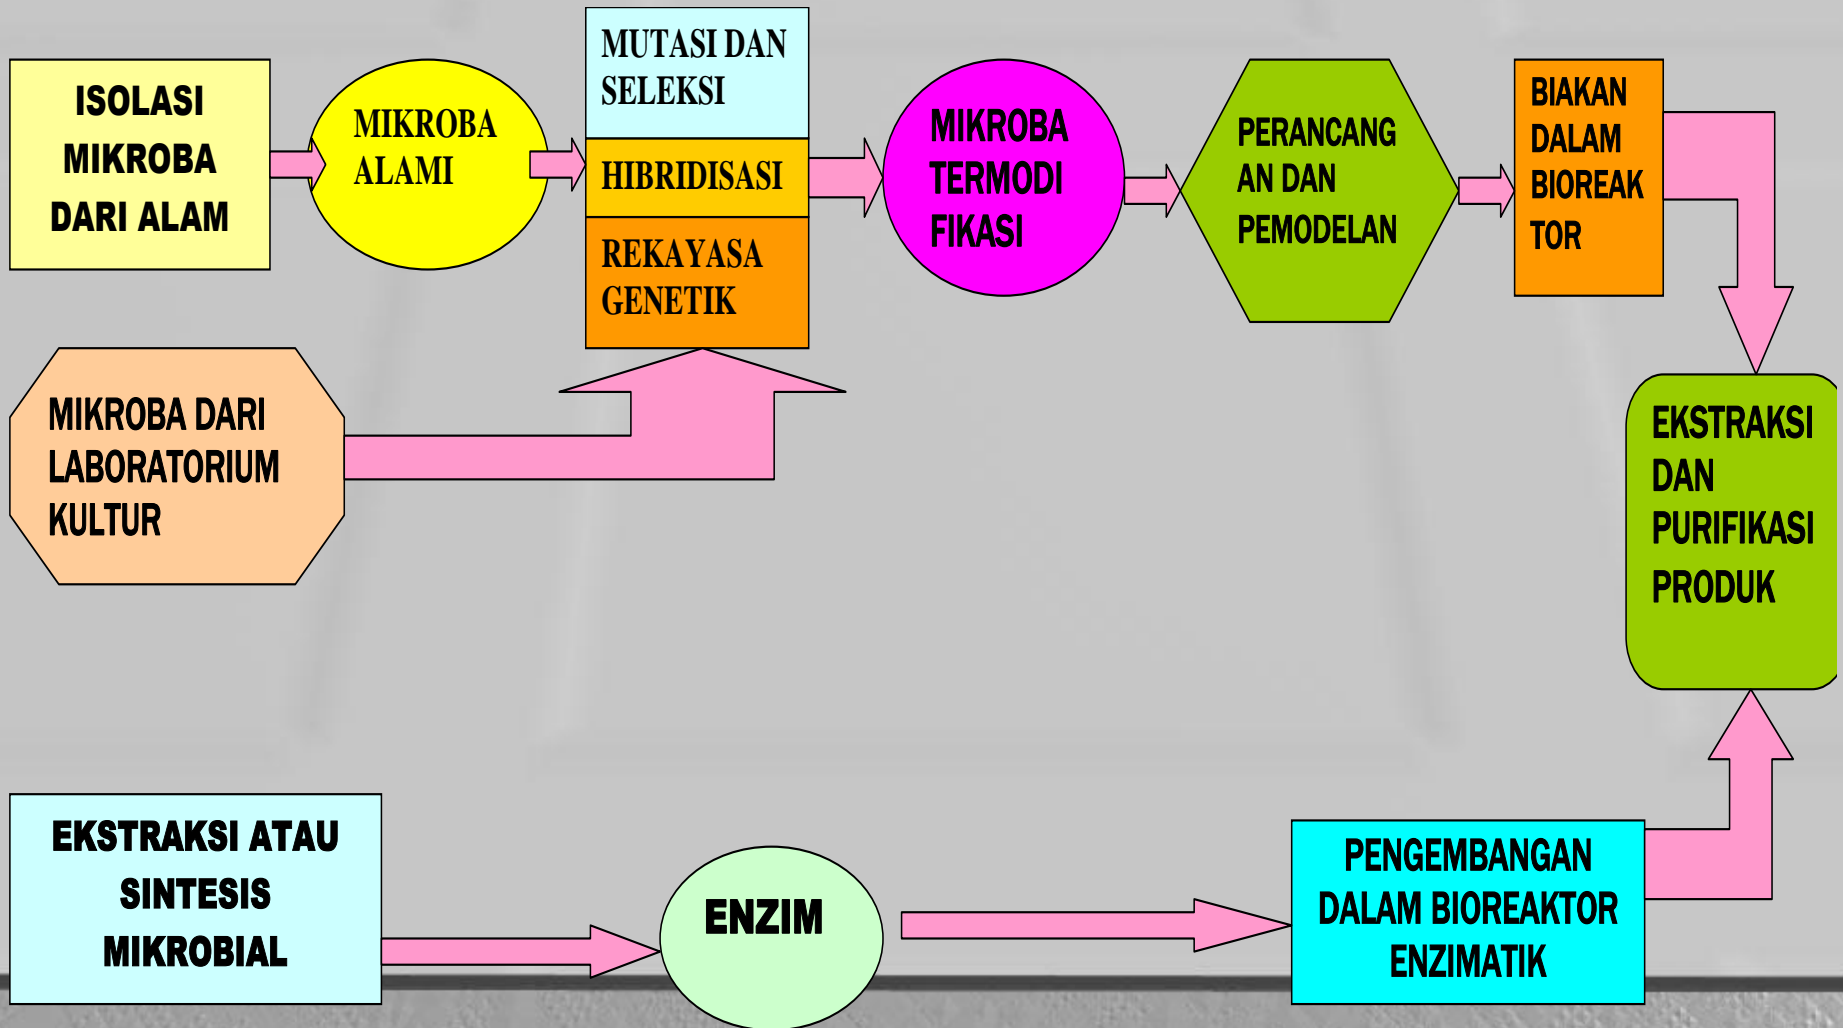 ISOLASI
MIKROBA
DARI ALAM
MIKROBA
ALAMI
MUTASI DAN
SELEKSI
HIBRIDISASI
REKAYASA
GENETIK
MIKROBA
TERMODI
FIKASI
PERANCANG
AN DAN
PEMODELAN
BIAKAN
DALAM
BIOREAK
TOR
MIKROBA DARI
LABORATORIUM
KULTUR
EKSTRAKSI
DAN
PURIFIKASI
PRODUK
EKSTRAKSI ATAU
SINTESIS
MIKROBIAL
ENZIM
PENGEMBANGAN
DALAM BIOREAKTOR
ENZIMATIK